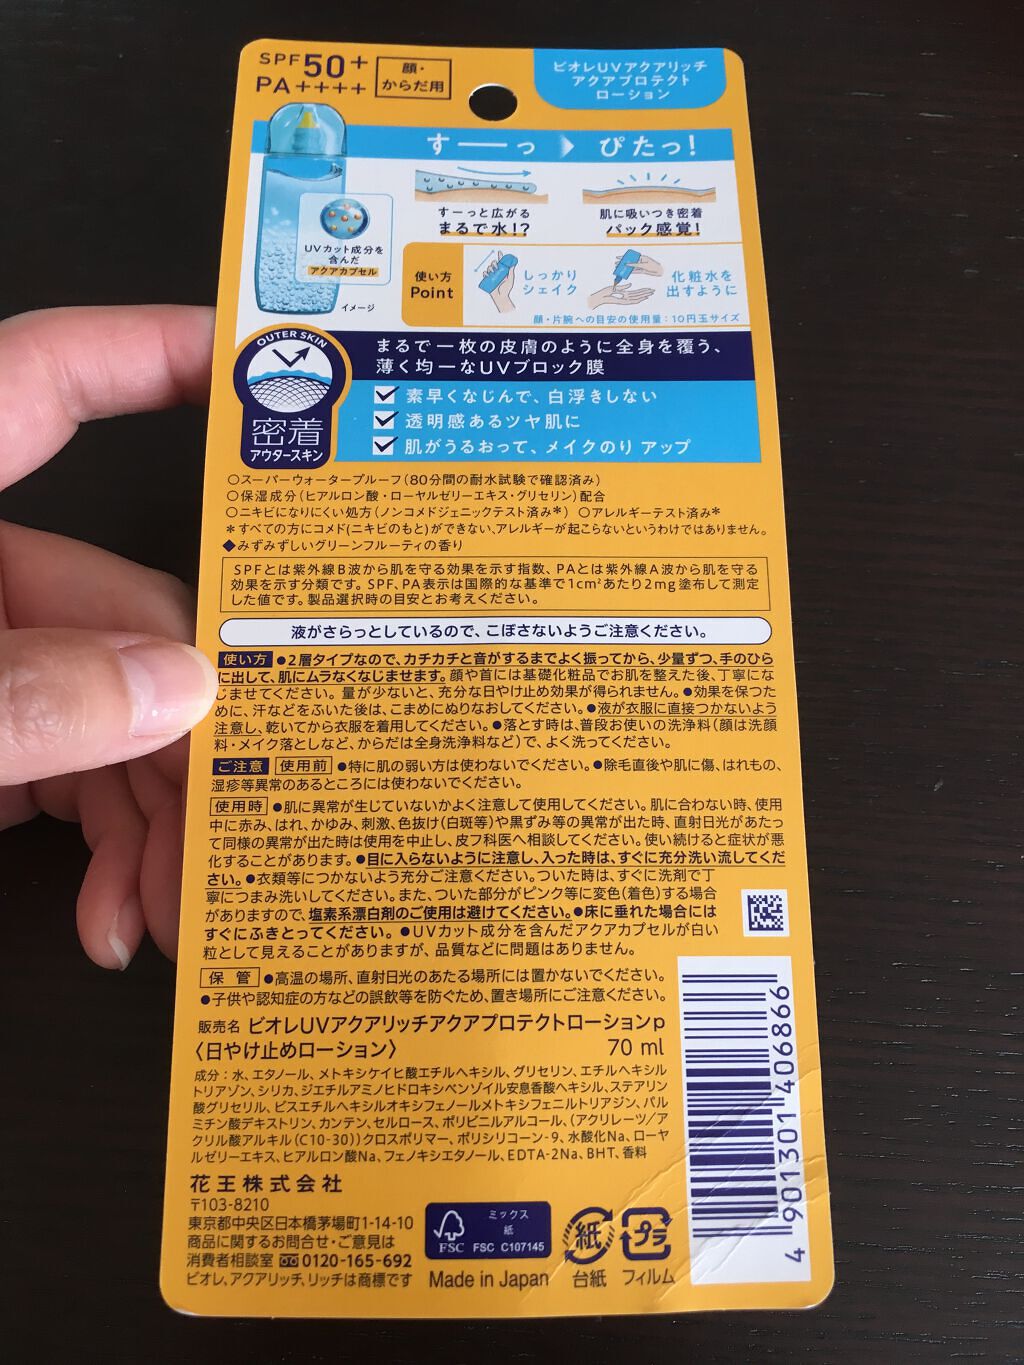 SPF50+
PA++++
顔・
からだ用
ビオレUVアクアリッチ
アクアプロテクト
ローション
すーっ ぴたっ!
すーっと広がる
まるで水!?
肌に吸いつき密着
パック感覚!
UVカット成分を
含んだ
アクアカプセル
イメージ
使い方
Point
しっかり
シェイク
化粧水を
出すように
顔・片腕への目安の使用量:10円玉サイズ
OUTER SKIN
密着
アウタースキン
まるで一枚の皮膚のように全身を覆う、
薄く均一なUVブロック膜
素早くなじんで、白浮きしない
透明感あるツヤ肌に
肌がうるおって、メイクのり アップ
○スーパーウォータープルーフ(80分間の耐水試験で確認済み)
○保湿成分(ヒアルロン酸・ローヤルゼリーエキス・グリセリン)配合
○ニキビになりにくい処方(ノンコメドジェニックテスト済み*) ○アレルギーテスト済み*
*すべての方にコメド(ニキビのもと)ができない、アレルギーが起こらないというわけではありません。
◆みずみずしいグリーンフルーティの香り
SPFとは紫外線B波から肌を守る効果を示す指数、PAとは紫外線A波から肌を守る
効果を示す分類です。SPF、PA表示は国際的な基準で1cm²あたり2mg塗布して測定
した値です。製品選択時の目安とお考えください。
液がさらっとしているので、こぼさないようご注意ください。
使い方 ●2層タイプなので、カチカチと音がするまでよく振ってから、少量ずつ、手のひら
に出して、肌にムラなくなじませます。顔や首には基礎化粧品でお肌を整えた後、丁寧にな
じませてください。量が少ないと、充分な日やけ止め効果が得られません。●効果を保つた
めに、汗などをふいた後は、こまめにぬりなおしてください。●液が衣服に直接つかないよう
注意し、乾いてから衣服を着用してください。●落とす時は、普段お使いの洗浄料(顔は洗顔
料・メイク落としなど、からだは全身洗浄料など)で、よく洗ってください。
ご注意 使用前 ●特に肌の弱い方は使わないでください。●除毛直後や肌に傷、はれもの、
湿疹等異常のあるところには使わないでください。
使用時 ●肌に異常が生じていないかよく注意して使用してください。肌に合わない時、使用
中に赤み、はれ、かゆみ、刺激、色抜け(白斑等)や黒ずみ等の異常が出た時、直射日光があたっ
て同様の異常が出た時は使用を中止し、皮フ科医へ相談してください。使い続けると症状が悪
化することがあります。●目に入らないように注意し、入った時は、すぐに充分洗い流してくだ
さい。●衣類等につかないよう充分ご注意ください。ついた時は、すぐに洗剤で丁
寧につまみ洗いしてください。また、ついた部分がピンク等に変色(着色)する場合
がありますので、塩素系漂白剤のご使用は避けてください。●床に垂れた場合には
すぐにふきとってください。●UVカット成分を含んだアクアカプセルが白い
粒として見えることがありますが、品質などに問題はありません。
保 管 ●高温の場所、直射日光のあたる場所には置かないでください。
●子供や認知症の方などの誤飲等を防ぐため、置き場所にご注意ください。
販売名 ビオレUVアクアリッチアクアプロテクトローションp
〈日やけ止めローション〉 70 ml
成分:水、エタノール、メトキシケイヒ酸エチルヘキシル、グリセリン、エチルヘキシル
トリアゾン、シリカ、ジエチルアミノヒドロキシベンゾイル安息香酸ヘキシル、ステアリン
酸グリセリル、ビスエチルヘキシルオキシフェノールメトキシフェニルトリアジン、パル
ミチン酸デキストリン、カンテン、セルロース、ポリビニルアルコール、(アクリレーツ/ア
クリル酸アルキル(C10-30))クロスポリマー、ポリシリコーン-9、水酸化Na、ローヤ
ルゼリーエキス、ヒアルロン酸Na、フェノキシエタノール、EDTA-2Na、BHT、香料
花王株式会社
〒103-8210
東京都中央区日本橋茅場町1-14-10
商品に関するお問合せ・ご意見は
消費者相談室 0120-165-692
ビオレ、アクアリッチ、リッチは商標です
FSC
ミックス
紙
FSC C107145
Made in Japan
紙
台紙
プラ
フィルム
4 901301 406866